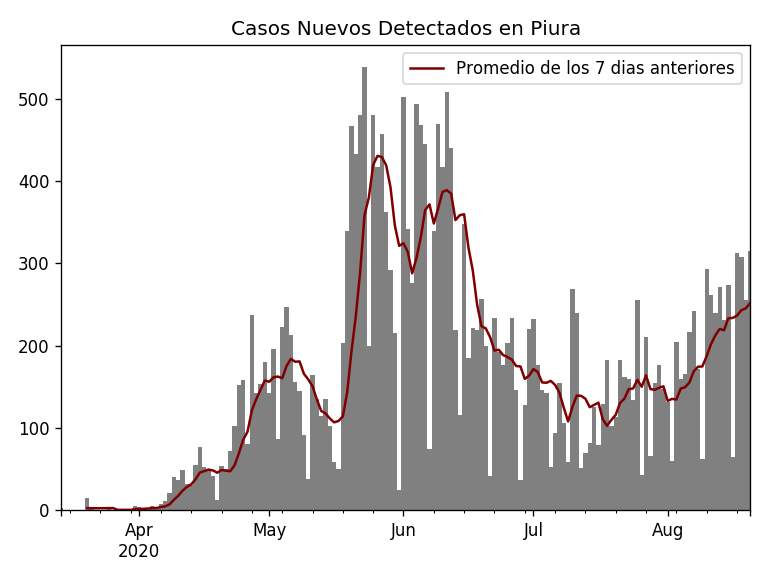 Casos Nuevos Detectados en Piura
Promedio de los 7 dias anteriores
500
400
300
200
100
0
Apr
2020
May
Jun
Jul
Aug